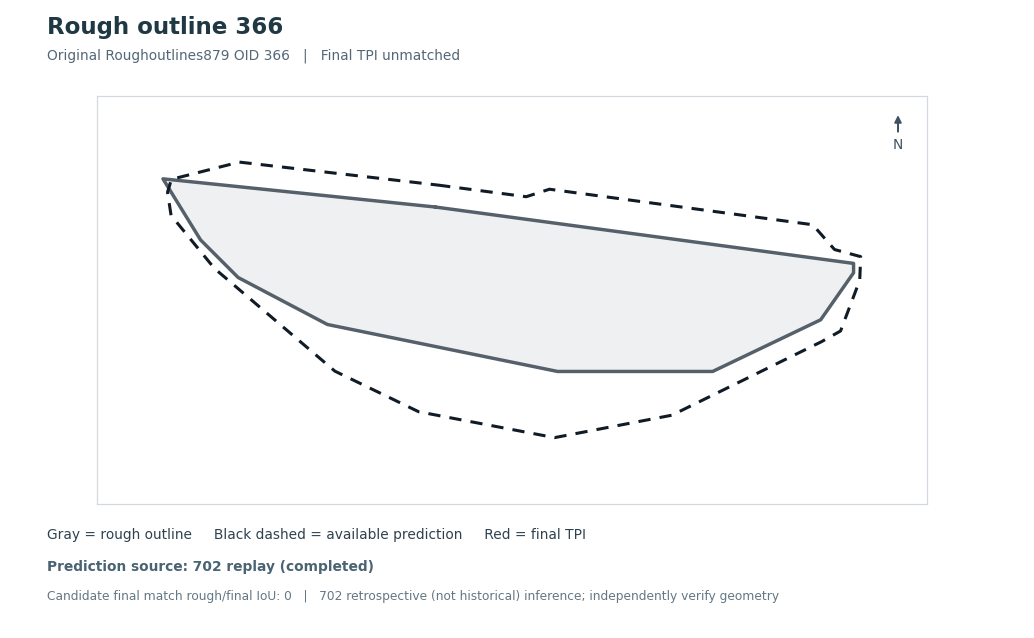 Rough outline 366
Original Roughoutlines879 OID 366   |   Final TPI unmatched
N
Gray = rough outline     Black dashed = available prediction     Red = final TPI
Prediction source: 702 replay (completed)
Candidate final match rough/final IoU: 0   |   702 retrospective (not historical) inference; independently verify geometry